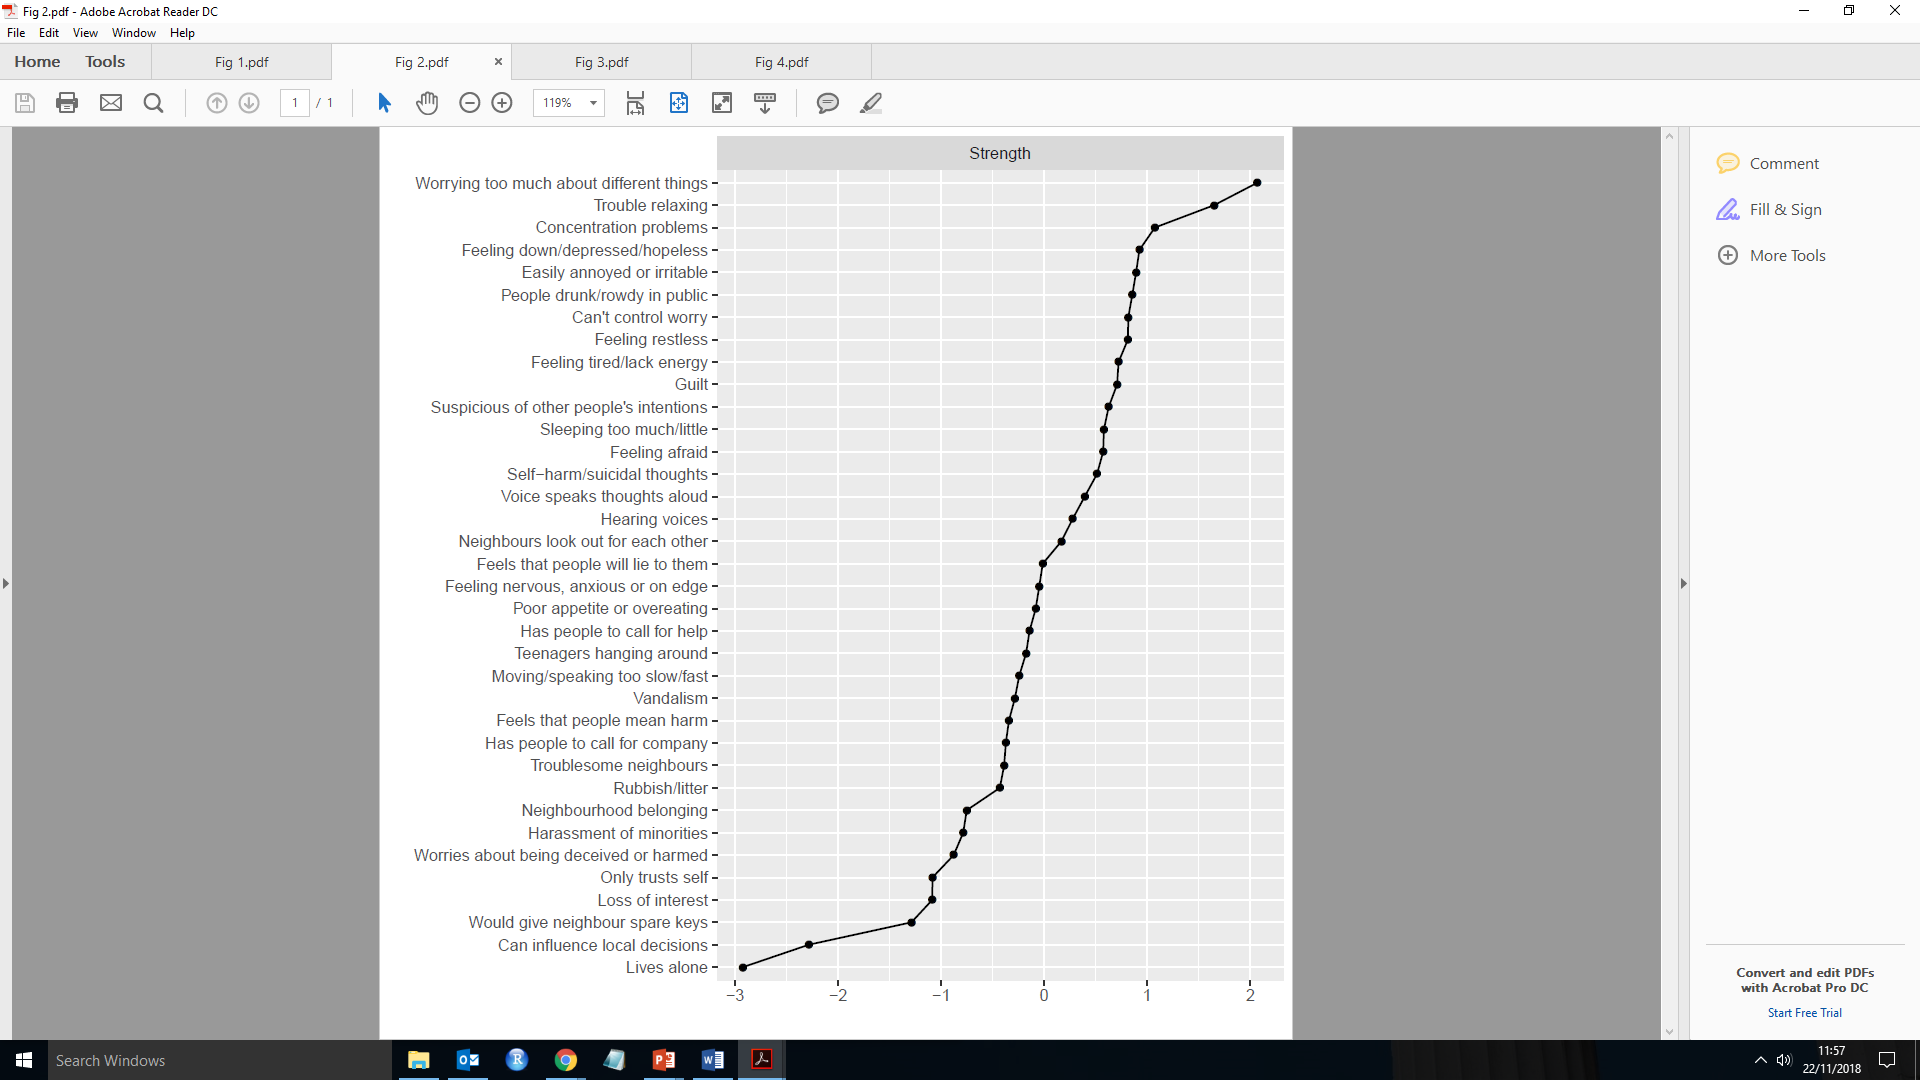 Fig 2.pdf - Adobe Acrobat Reader DC
File Edit View Window Help
Home Tools Fig 1.pdf Fig 2.pdf × Fig 3.pdf Fig 4.pdf
1 / 1 119%
Strength
Worrying too much about different things
Trouble relaxing
Concentration problems
Feeling down/depressed/hopeless
Easily annoyed or irritable
People drunk/rowdy in public
Can't control worry
Feeling restless
Feeling tired/lack energy
Guilt
Suspicious of other people's intentions
Sleeping too much/little
Feeling afraid
Self−harm/suicidal thoughts
Voice speaks thoughts aloud
Hearing voices
Neighbours look out for each other
Feels that people will lie to them
Feeling nervous, anxious or on edge
Poor appetite or overeating
Has people to call for help
Teenagers hanging around
Moving/speaking too slow/fast
Vandalism
Feels that people mean harm
Has people to call for company
Troublesome neighbours
Rubbish/litter
Neighbourhood belonging
Harassment of minorities
Worries about being deceived or harmed
Only trusts self
Loss of interest
Would give neighbour spare keys
Can influence local decisions
Lives alone
−3 −2 −1 0 1 2
Comment
Fill & Sign
More Tools
Convert and edit PDFs
with Acrobat Pro DC
Start Free Trial
Search Windows
11:57
22/11/2018